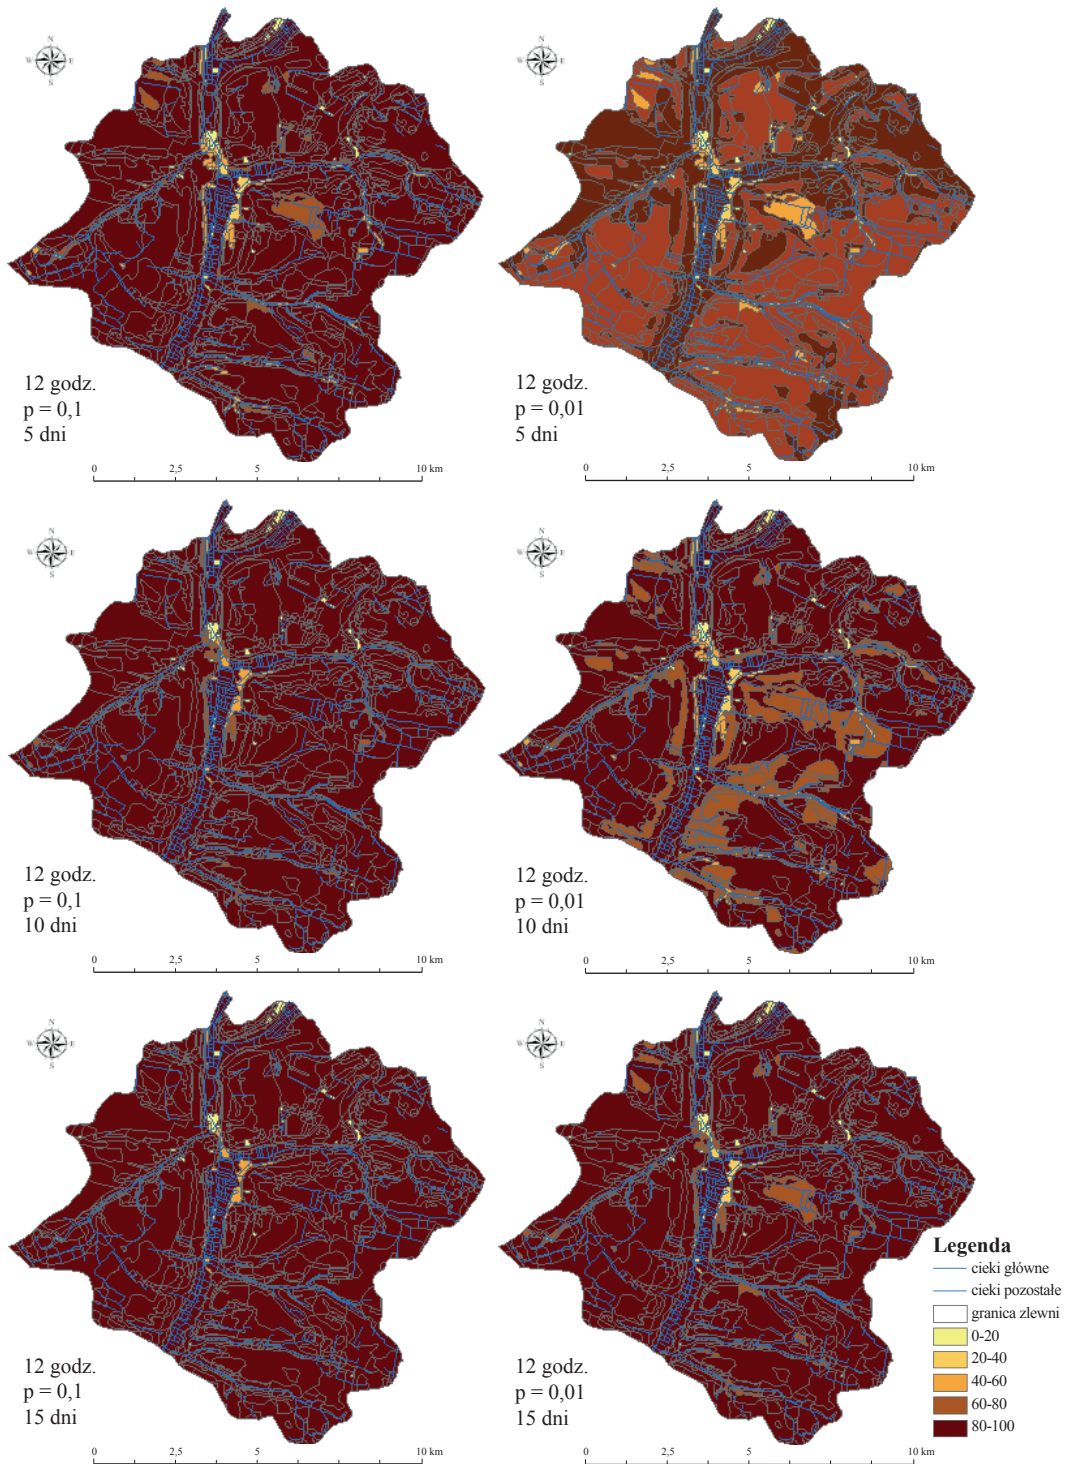 N
W E
S
12 godz.
p = 0,1
5 dni
0 2,5 5 10 km
N
W E
S
12 godz.
p = 0,01
5 dni
0 2,5 5 10 km
N
W E
S
12 godz.
p = 0,1
10 dni
0 2,5 5 10 km
N
W E
S
12 godz.
p = 0,01
10 dni
0 2,5 5 10 km
N
W E
S
12 godz.
p = 0,1
15 dni
0 2,5 5 10 km
N
W E
S
12 godz.
p = 0,01
15 dni
0 2,5 5 10 km
Legenda
cieki główne
cieki pozostałe
granica zlewni
0-20
20-40
40-60
60-80
80-100